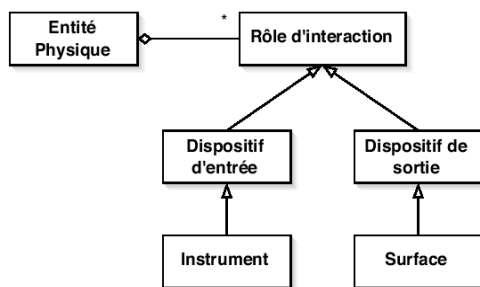 Entité
Physique
*
Rôle d'interaction
Dispositif
d'entrée
Dispositif de
sortie
Instrument
Surface